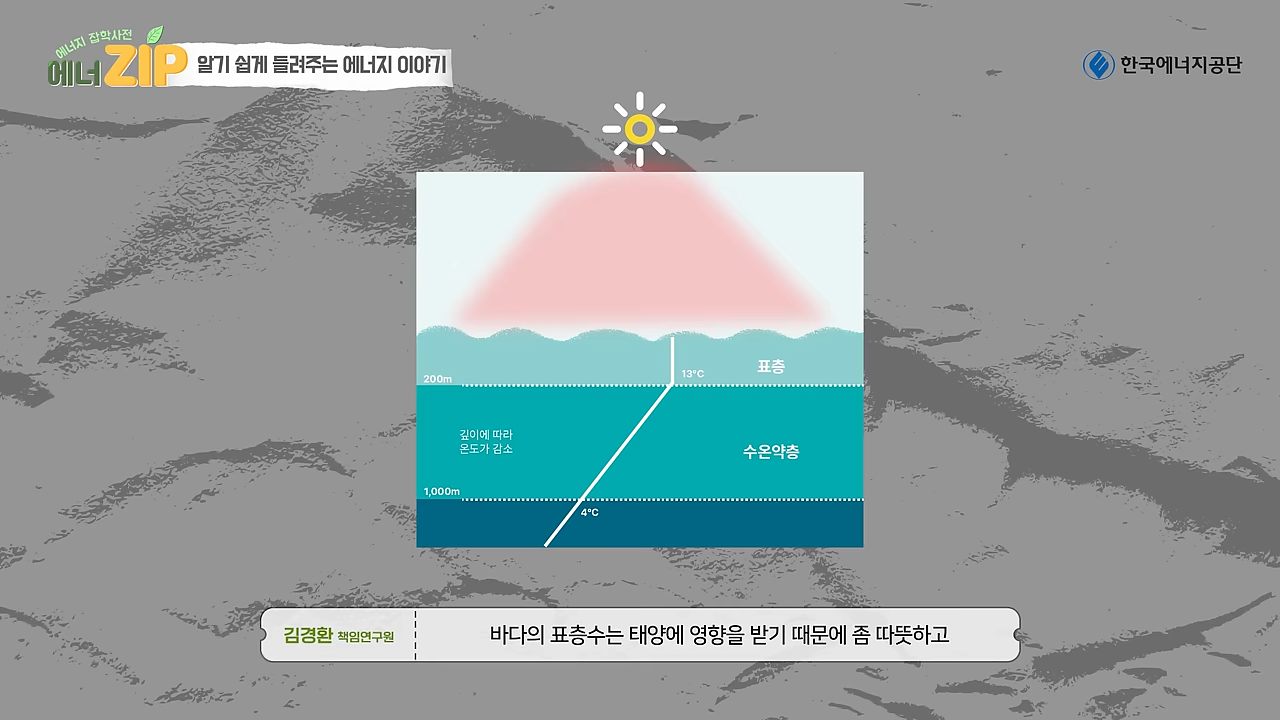 에너지 잡학사전
에너ZIP
알기 쉽게 들려주는 에너지 이야기
한국에너지공단
200m
13°C
표층
깊이에 따라
온도가 감소
수온약층
1,000m
4°C
김경환 책임연구원
바다의 표층수는 태양에 영향을 받기 때문에 좀 따뜻하고